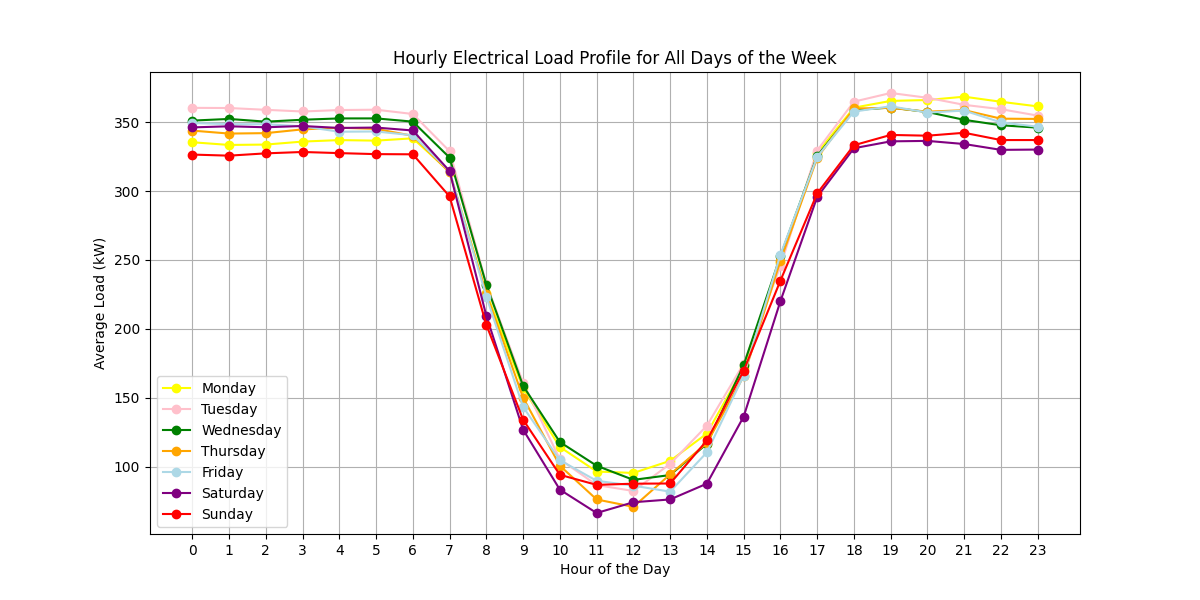 Hourly Electrical Load Profile for All Days of the Week
Average Load (kW)
350
300
250
200
150
100
Monday
Tuesday
Wednesday
Thursday
Friday
Saturday
Sunday
0 1 2 3 4 5 6 7 8 9 10 11 12 13 14 15 16 17 18 19 20 21 22 23
Hour of the Day